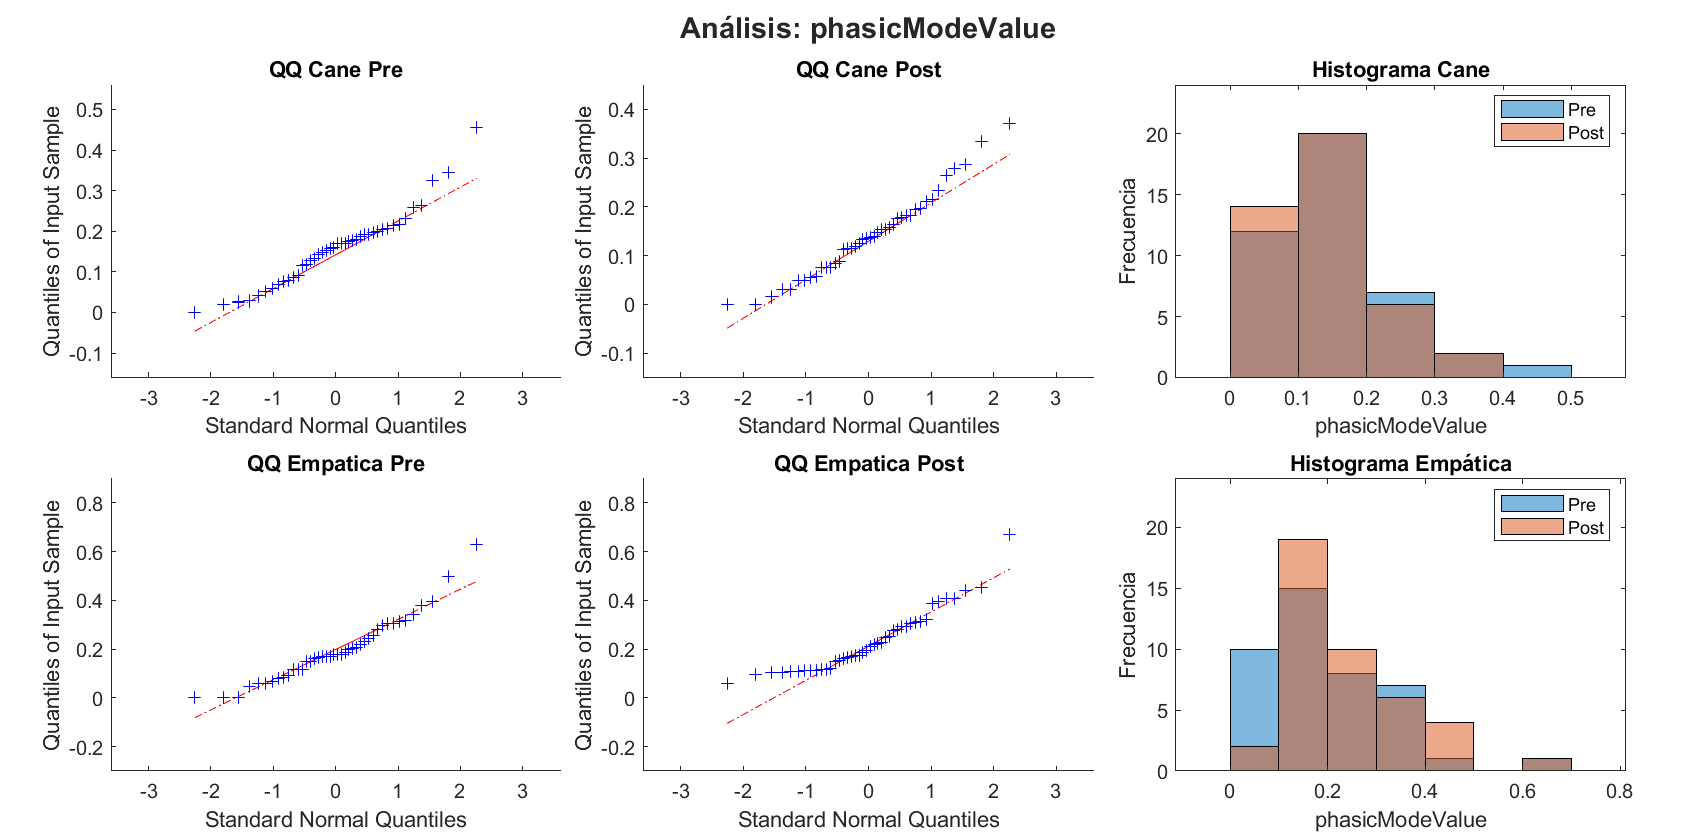 Análisis: phasicModeValue
QQ Cane Pre
0.5
0.4
0.3
0.2
0.1
0
-0.1
Quantiles of Input Sample
-3 -2 -1 0 1 2 3
Standard Normal Quantiles
QQ Cane Post
0.4
0.3
0.2
0.1
0
-0.1
Quantiles of Input Sample
-3 -2 -1 0 1 2 3
Standard Normal Quantiles
Histograma Cane
Pre
Post
20
15
10
5
0
Frecuencia
0 0.1 0.2 0.3 0.4 0.5
phasicModeValue
QQ Empatica Pre
0.8
0.6
0.4
0.2
0
-0.2
Quantiles of Input Sample
-3 -2 -1 0 1 2 3
Standard Normal Quantiles
QQ Empatica Post
0.8
0.6
0.4
0.2
0
-0.2
Quantiles of Input Sample
-3 -2 -1 0 1 2 3
Standard Normal Quantiles
Histograma Empática
Pre
Post
20
15
10
5
0
Frecuencia
0 0.2 0.4 0.6 0.8
phasicModeValue